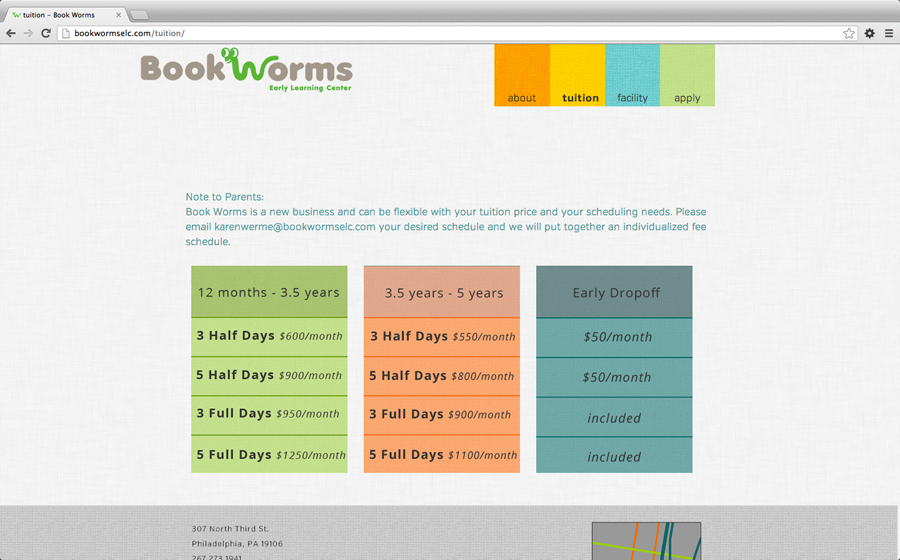 tuition – Book Worms
bookwormselc.com/tuition/
Book Worms
Early Learning Center
about
tuition
facility
apply
Note to Parents:
Book Worms is a new business and can be flexible with your tuition price and your scheduling needs. Please
email karenwerme@bookwormselc.com your desired schedule and we will put together an individualized fee
schedule.
12 months - 3.5 years
3 Half Days $600/month
5 Half Days $900/month
3 Full Days $950/month
5 Full Days $1250/month
3.5 years - 5 years
3 Half Days $550/month
5 Half Days $800/month
3 Full Days $900/month
5 Full Days $1100/month
Early Dropoff
$50/month
$50/month
included
included
307 North Third St.
Philadelphia, PA 19106
267.273.1941